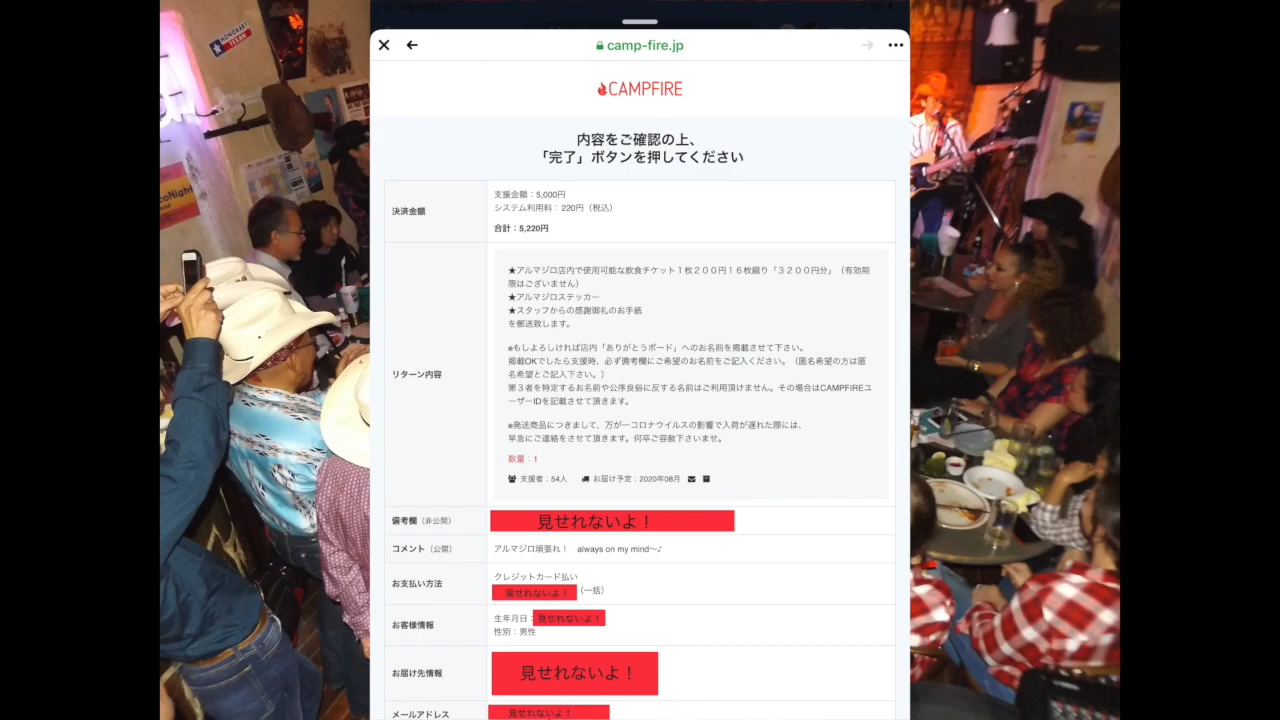 HONORARY
TEXAN
camp-fire.jp
CAMPFIRE
内容をご確認の上、
「完了」ボタンを押してください
決済金額
支援金額：5,000円
システム利用料：220円（税込）
合計：5,220円
リターン内容
★アルマジロ店内で使用可能な飲食チケット１枚２００円１６枚綴り「３２００円分」（有効期
限はございません）
★アルマジロステッカー
★スタッフからの感謝御礼のお手紙
を郵送致します。
※もしよろしければ店内「ありがとうボード」へのお名前を掲載させて下さい。
掲載OKでしたら支援時、必ず備考欄にご希望のお名前をご記入ください。（匿名希望の方は匿
名希望とご記入下さい。）
第３者を特定するお名前や公序良俗に反する名前はご利用頂けません。その場合はCAMPFIREユ
ーザーIDを記載させて頂きます。
※発送商品につきまして、万が一コロナウイルスの影響で入荷が遅れた際には、
早急にご連絡をさせて頂きます。何卒ご容赦下さいませ。
数量：1
支援者：54人 お届け予定：2020年08月
備考欄（非公開）
見せれないよ！
コメント（公開）
アルマジロ頑張れ！ always on my mind〜♪
お支払い方法
クレジットカード払い
見せれないよ！（一括）
お客様情報
生年月日：見せれないよ！
性別：男性
お届け先情報
見せれないよ！
メールアドレス
見せれないよ！